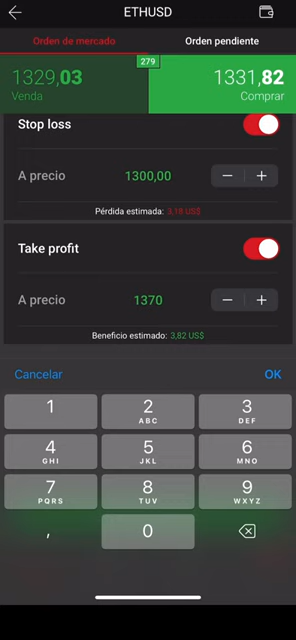 ETHUSD
Orden de mercado
Orden pendiente
1329,03
279
1331,82
Venda
Comprar
Stop loss
A precio
1300,00
− +
Pérdida estimada: 3,18 US$
Take profit
A precio
1370
− +
Beneficio estimado: 3,82 US$
Cancelar
OK
1
2
ABC
3
DEF
4
GHI
5
JKL
6
MNO
7
PQRS
8
TUV
9
WXYZ
,
0